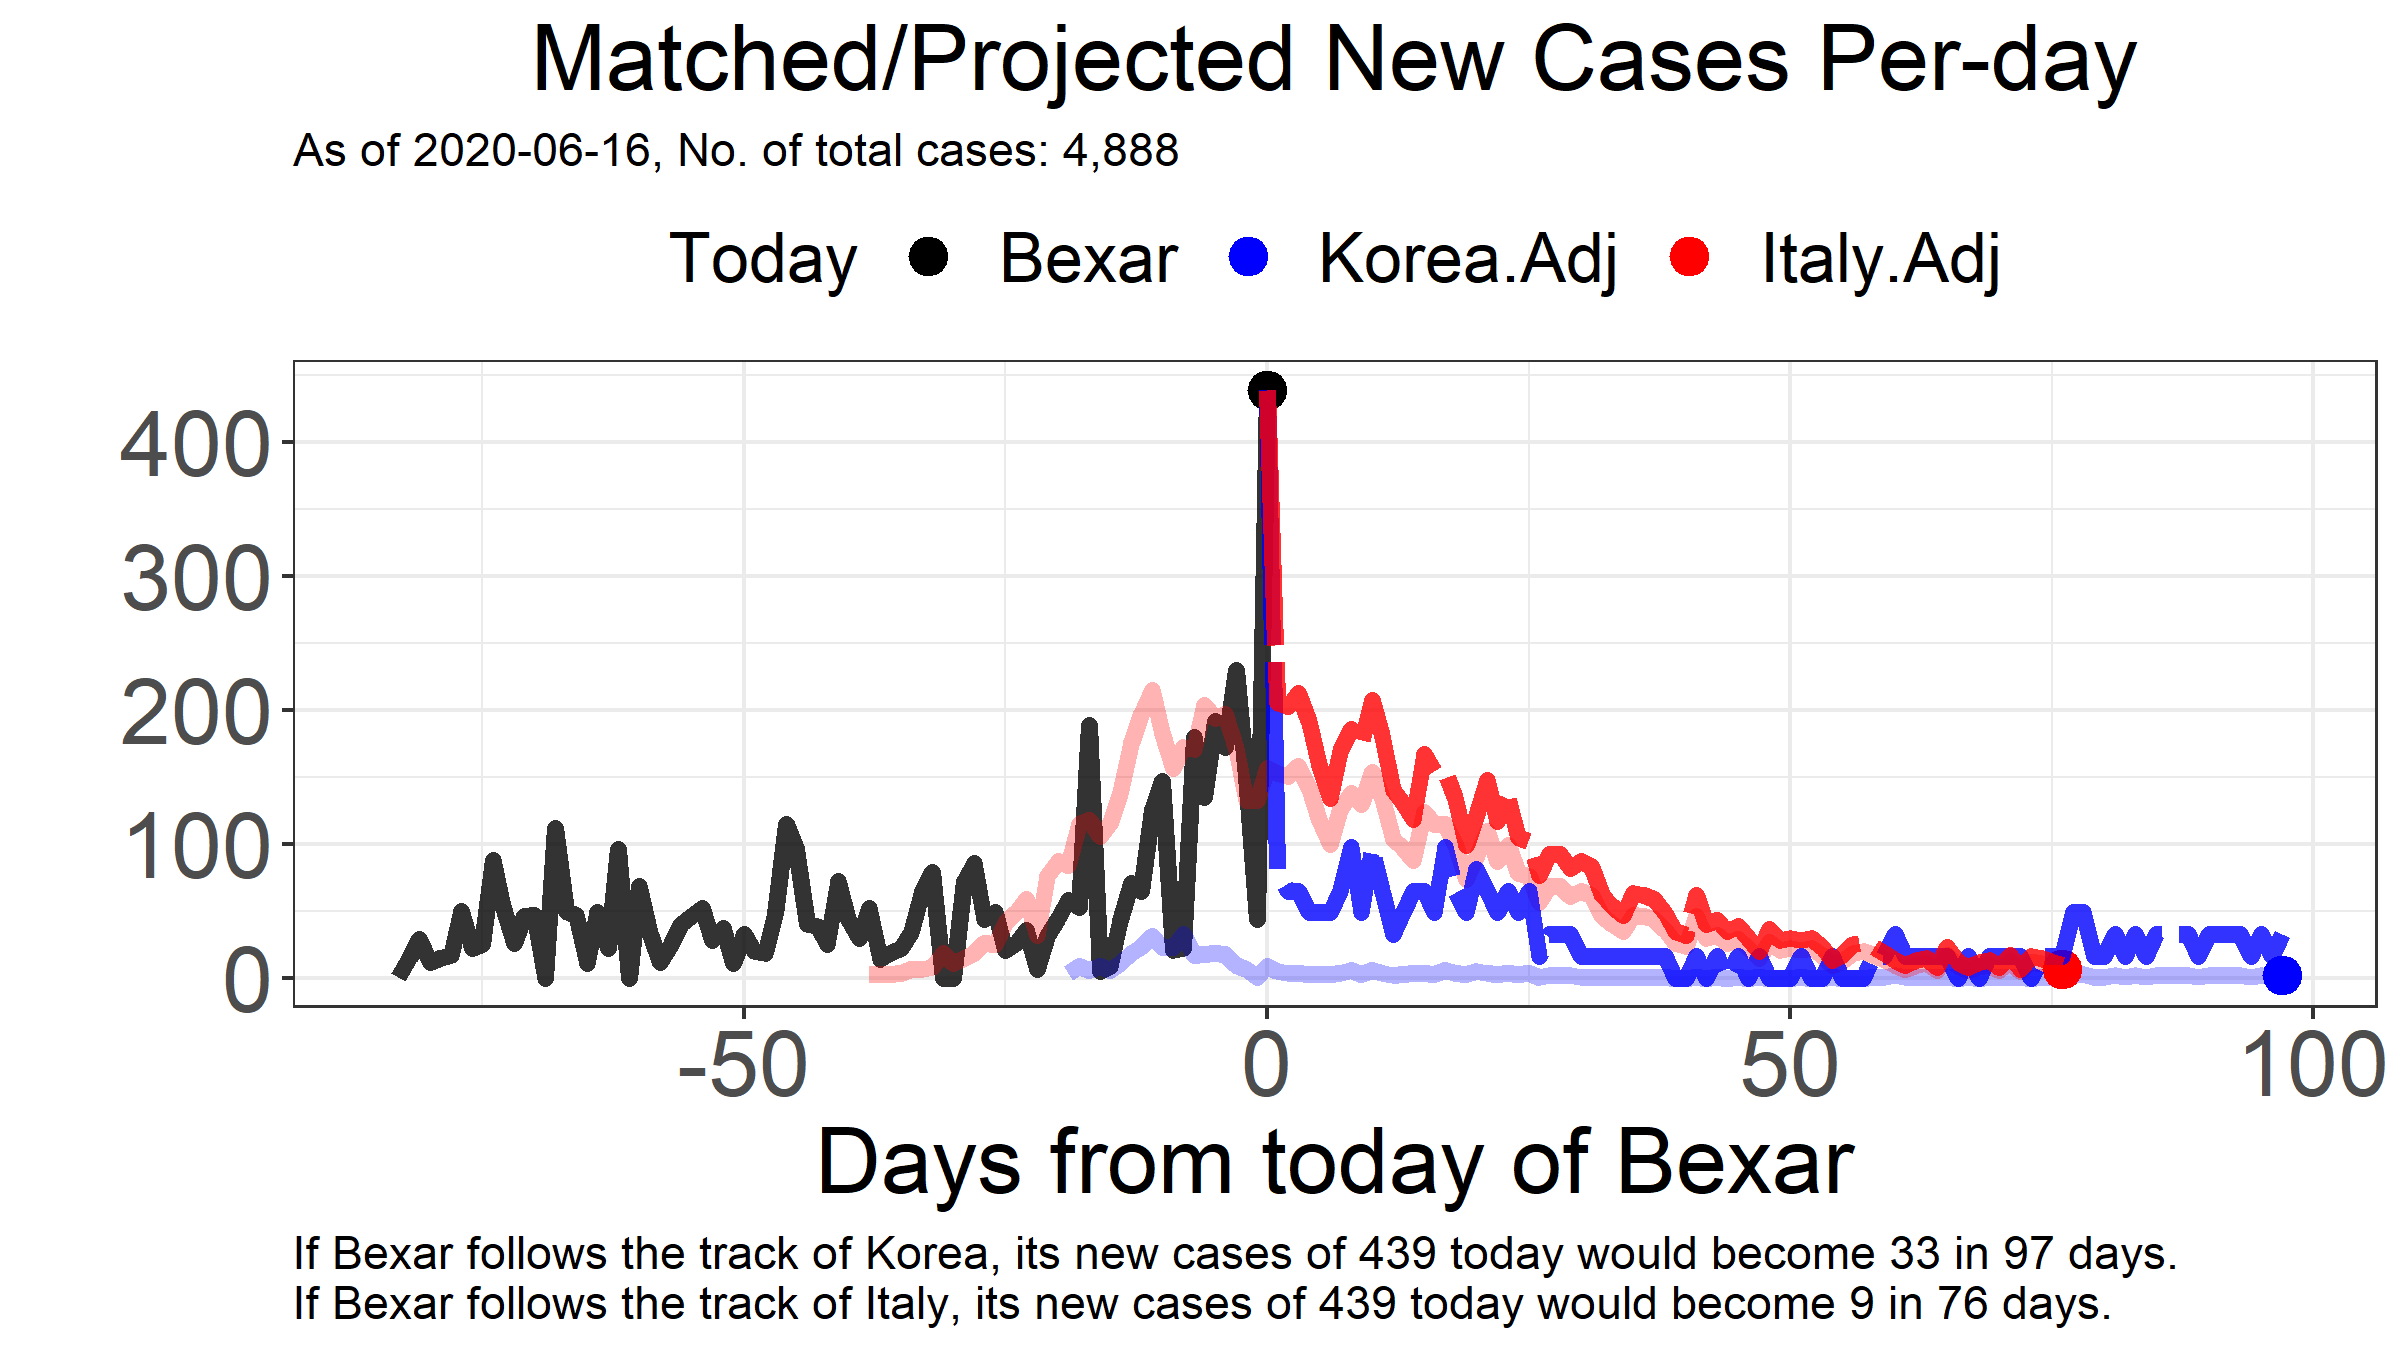 Matched/Projected New Cases Per-day
As of 2020-06-16, No. of total cases: 4,888
Today Bexar Korea.Adj Italy.Adj
400
300
200
100
0
-50 0 50 100
Days from today of Bexar
If Bexar follows the track of Korea, its new cases of 439 today would become 33 in 97 days.
If Bexar follows the track of Italy, its new cases of 439 today would become 9 in 76 days.